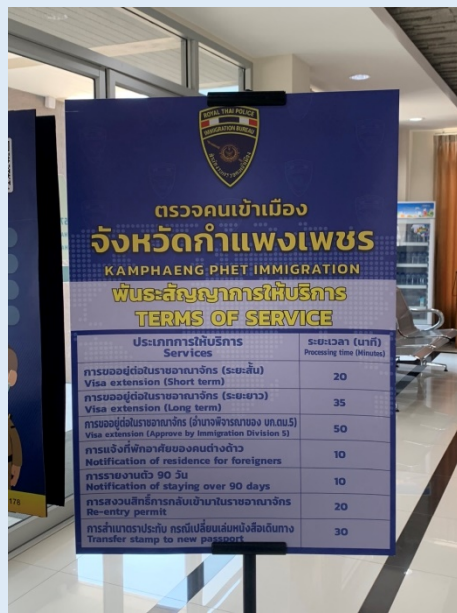 ROYAL THAI POLICE
IMMIGRATION BUREAU
ตรวจคนเข้าเมือง
จังหวัดกำแพงเพชร
KAMPHAENG PHET IMMIGRATION
พันธะสัญญาการให้บริการ
TERMS OF SERVICE
ประเภทการให้บริการ ระยะเวลา (นาที)
Services Processing time (Minutes)
การขออยู่ต่อในราชอาณาจักร (ระยะสั้น)
Visa extension (Short term) 20
การขออยู่ต่อในราชอาณาจักร (ระยะยาว)
Visa extension (Long term) 35
การขออยู่ต่อในราชอาณาจักร (อำนาจพิจารณาของ บก.ตม.5)
Visa extension (Approve by Immigration Division 5) 50
การแจ้งที่พักอาศัยของคนต่างด้าว
Notification of residence for foreigners 10
การรายงานตัว 90 วัน
Notification of staying over 90 days 10
การสงวนสิทธิ์การกลับเข้ามาในราชอาณาจักร
Re-entry permit 20
การสำเนาตราประทับ กรณีเปลี่ยนเล่มหนังสือเดินทาง
Transfer stamp to new passport 30
178